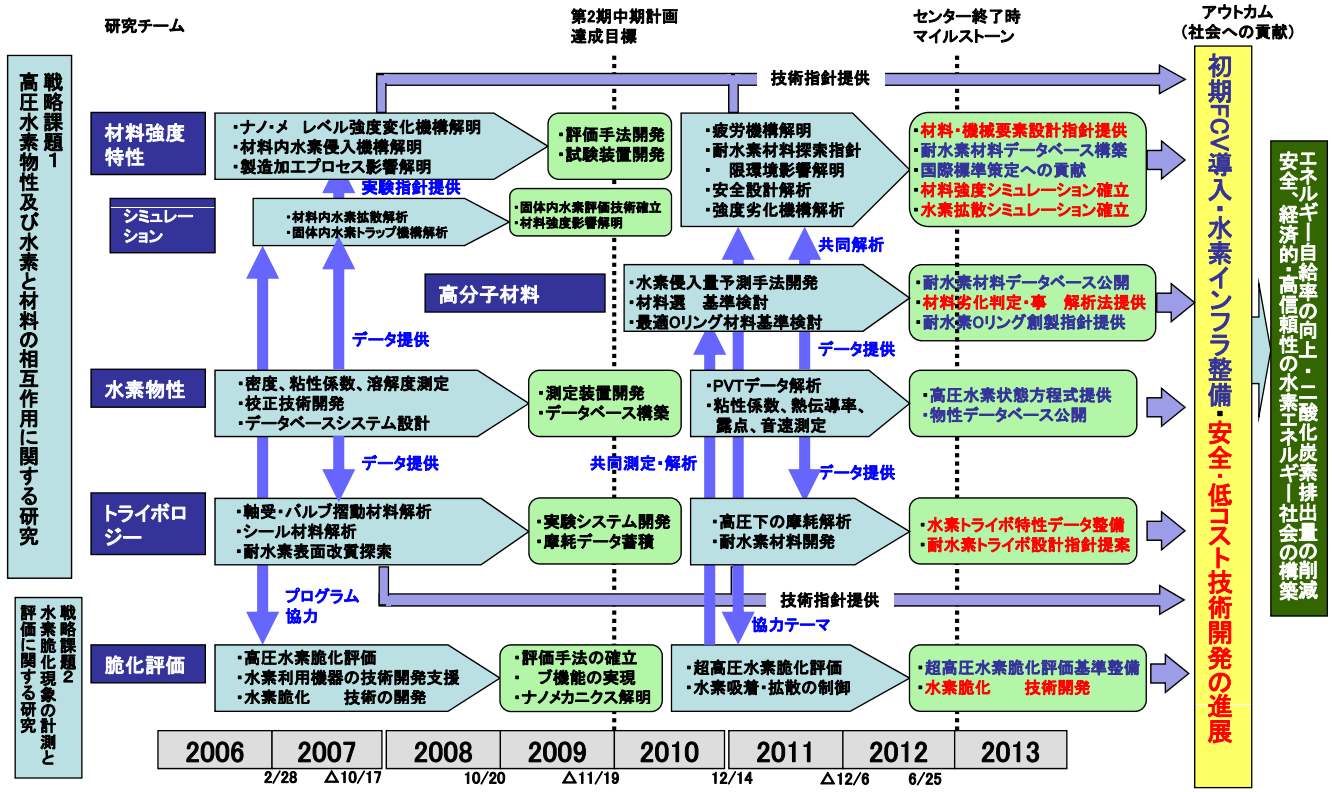 研究チーム
第2期中期計画
達成目標
センター終了時
マイルストーン
アウトカム
(社会への貢献)
戦略課題1
高圧水素物性及び水素と材料の相互作用に関する研究
技術指針提供
材料強度
特性
・ナノ・メ レベル強度変化機構解明
・材料内水素侵入機構解明
・製造加工プロセス影響解明
・評価手法開発
・試験装置開発
・疲労機構解明
・耐水素材料探索指針
限環境影響解明
・安全設計解析
・強度劣化機構解析
・材料・機械要素設計指針提供
・耐水素材料データベース構築
・国際標準策定への貢献
・材料強度シミュレーション確立
・水素拡散シミュレーション確立
実験指針提供
シミュレー
ション
・材料内水素拡散解析
・固体内水素トラップ機構解析
・固体内水素評価技術確立
・材料強度影響解明
共同解析
高分子材料
・水素侵入量予測手法開発
・材料選 基準検討
・最適Oリング材料基準検討
・耐水素材料データベース公開
・材料劣化判定・事 解析法提供
・耐水素Oリング創製指針提供
データ提供
データ提供
水素物性
・密度、粘性係数、溶解度測定
・校正技術開発
・データベースシステム設計
・測定装置開発
・データベース構築
・PVTデータ解析
・粘性係数、熱伝導率、
露点、音速測定
・高圧水素状態方程式提供
・物性データベース公開
データ提供
共同測定・解析
データ提供
トライボロ
ジー
・軸受・バルブ摺動材料解析
・シール材料解析
・耐水素表面改質探索
・実験システム開発
・摩耗データ蓄積
・高圧下の摩耗解析
・耐水素材料開発
・水素トライボ特性データ整備
・耐水素トライボ設計指針提案
プログラム
協力
技術指針提供
協力テーマ
戦略課題2
水素脆化現象の計測と
評価に関する研究
脆化評価
・高圧水素脆化評価
・水素利用機器の技術開発支援
・水素脆化 技術の開発
・評価手法の確立
・ ブ機能の実現
・ナノメカニクス解明
・超高圧水素脆化評価
・水素吸着・拡散の制御
・超高圧水素脆化評価基準整備
・水素脆化 技術開発
初期FCV導入・水素インフラ整備・安全・低コスト技術開発の進展
エネルギー自給率の向上・二酸化炭素排出量の削減
安全、経済的・高信頼性の水素エネルギー社会の構築
2006
2007
2008
2009
2010
2011
2012
2013
2/28
△10/17
10/20
△11/19
12/14
△12/6
6/25